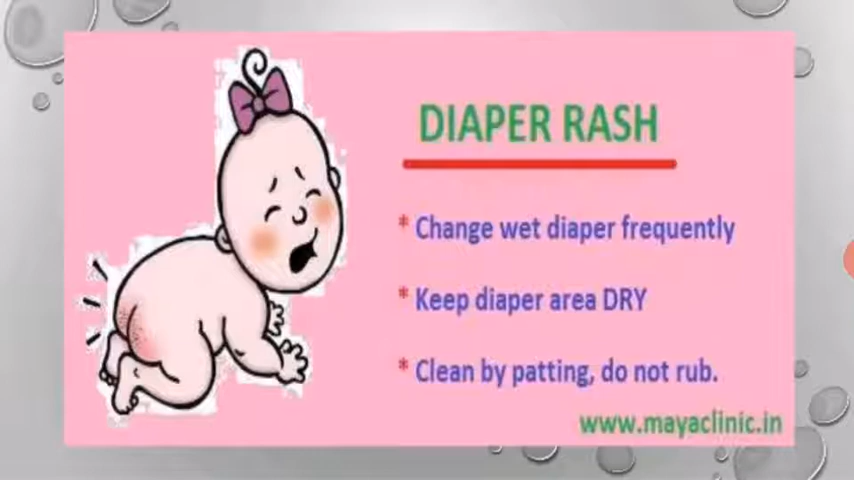 DIAPER RASH
* Change wet diaper frequently
* Keep diaper area DRY
* Clean by patting, do not rub.
www.mayaclinic.in